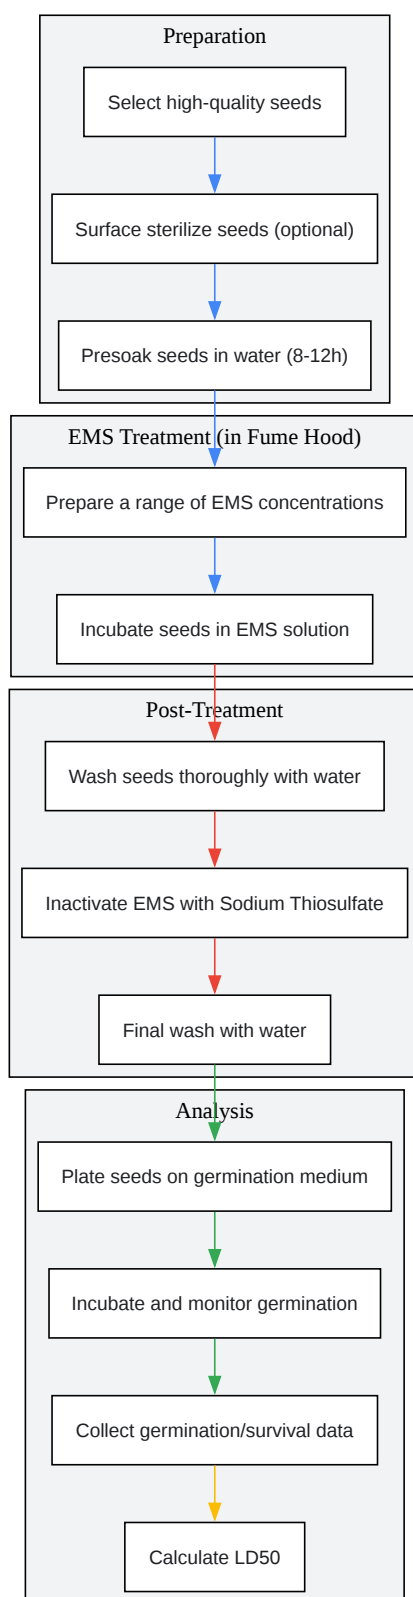 Preparation
Select high-quality seeds
Surface sterilize seeds (optional)
Presoak seeds in water (8-12h)
EMS Treatment (in Fume Hood)
Prepare a range of EMS concentrations
Incubate seeds in EMS solution
Post-Treatment
Wash seeds thoroughly with water
Inactivate EMS with Sodium Thiosulfate
Final wash with water
Analysis
Plate seeds on germination medium
Incubate and monitor germination
Collect germination/survival data
Calculate LD50